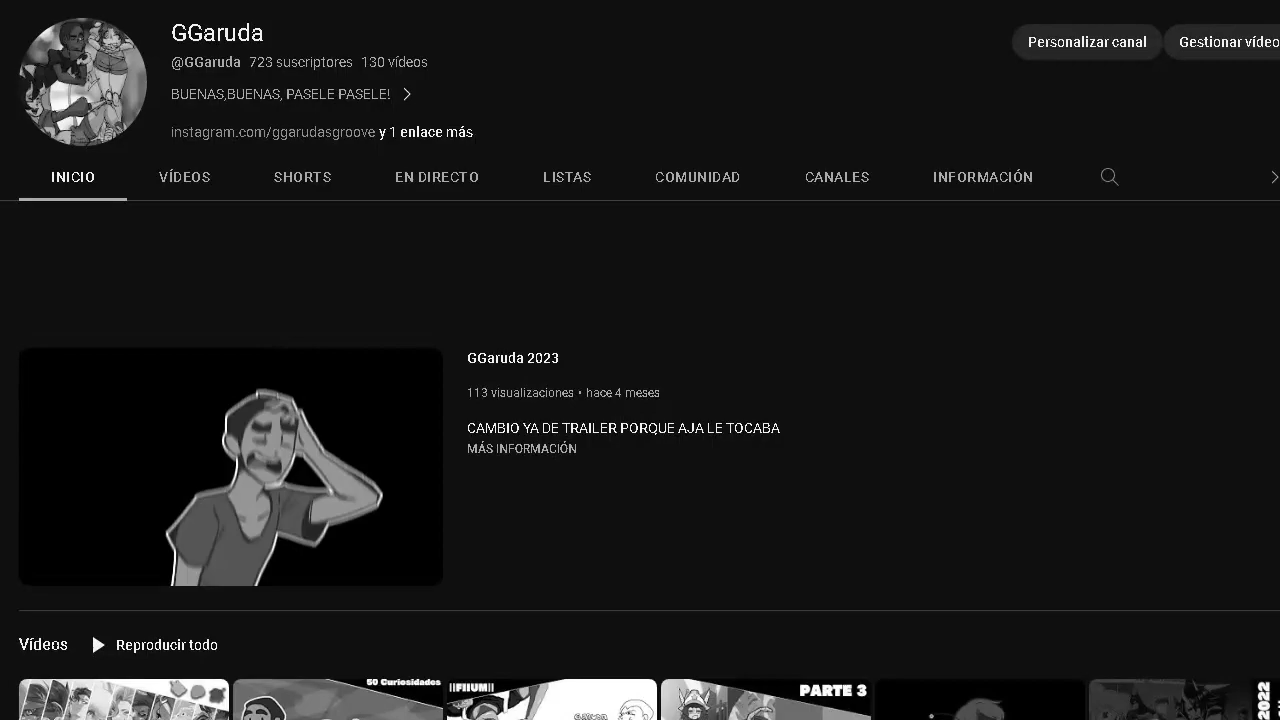 GGaruda
Personalizar canal
Gestionar vídeo
@GGaruda 723 suscriptores 130 vídeos
BUENAS,BUENAS, PASELE PASELE!
instagram.com/ggarudasgroove y 1 enlace más
INICIO VÍDEOS SHORTS EN DIRECTO LISTAS COMUNIDAD CANALES INFORMACIÓN
GGaruda 2023
113 visualizaciones • hace 4 meses
CAMBIO YA DE TRAILER PORQUE AJA LE TOCABA
MÁS INFORMACIÓN
Vídeos Reproducir todo
50 Curiosidades
¡¡FIIUM!!
PARTE 3
2022